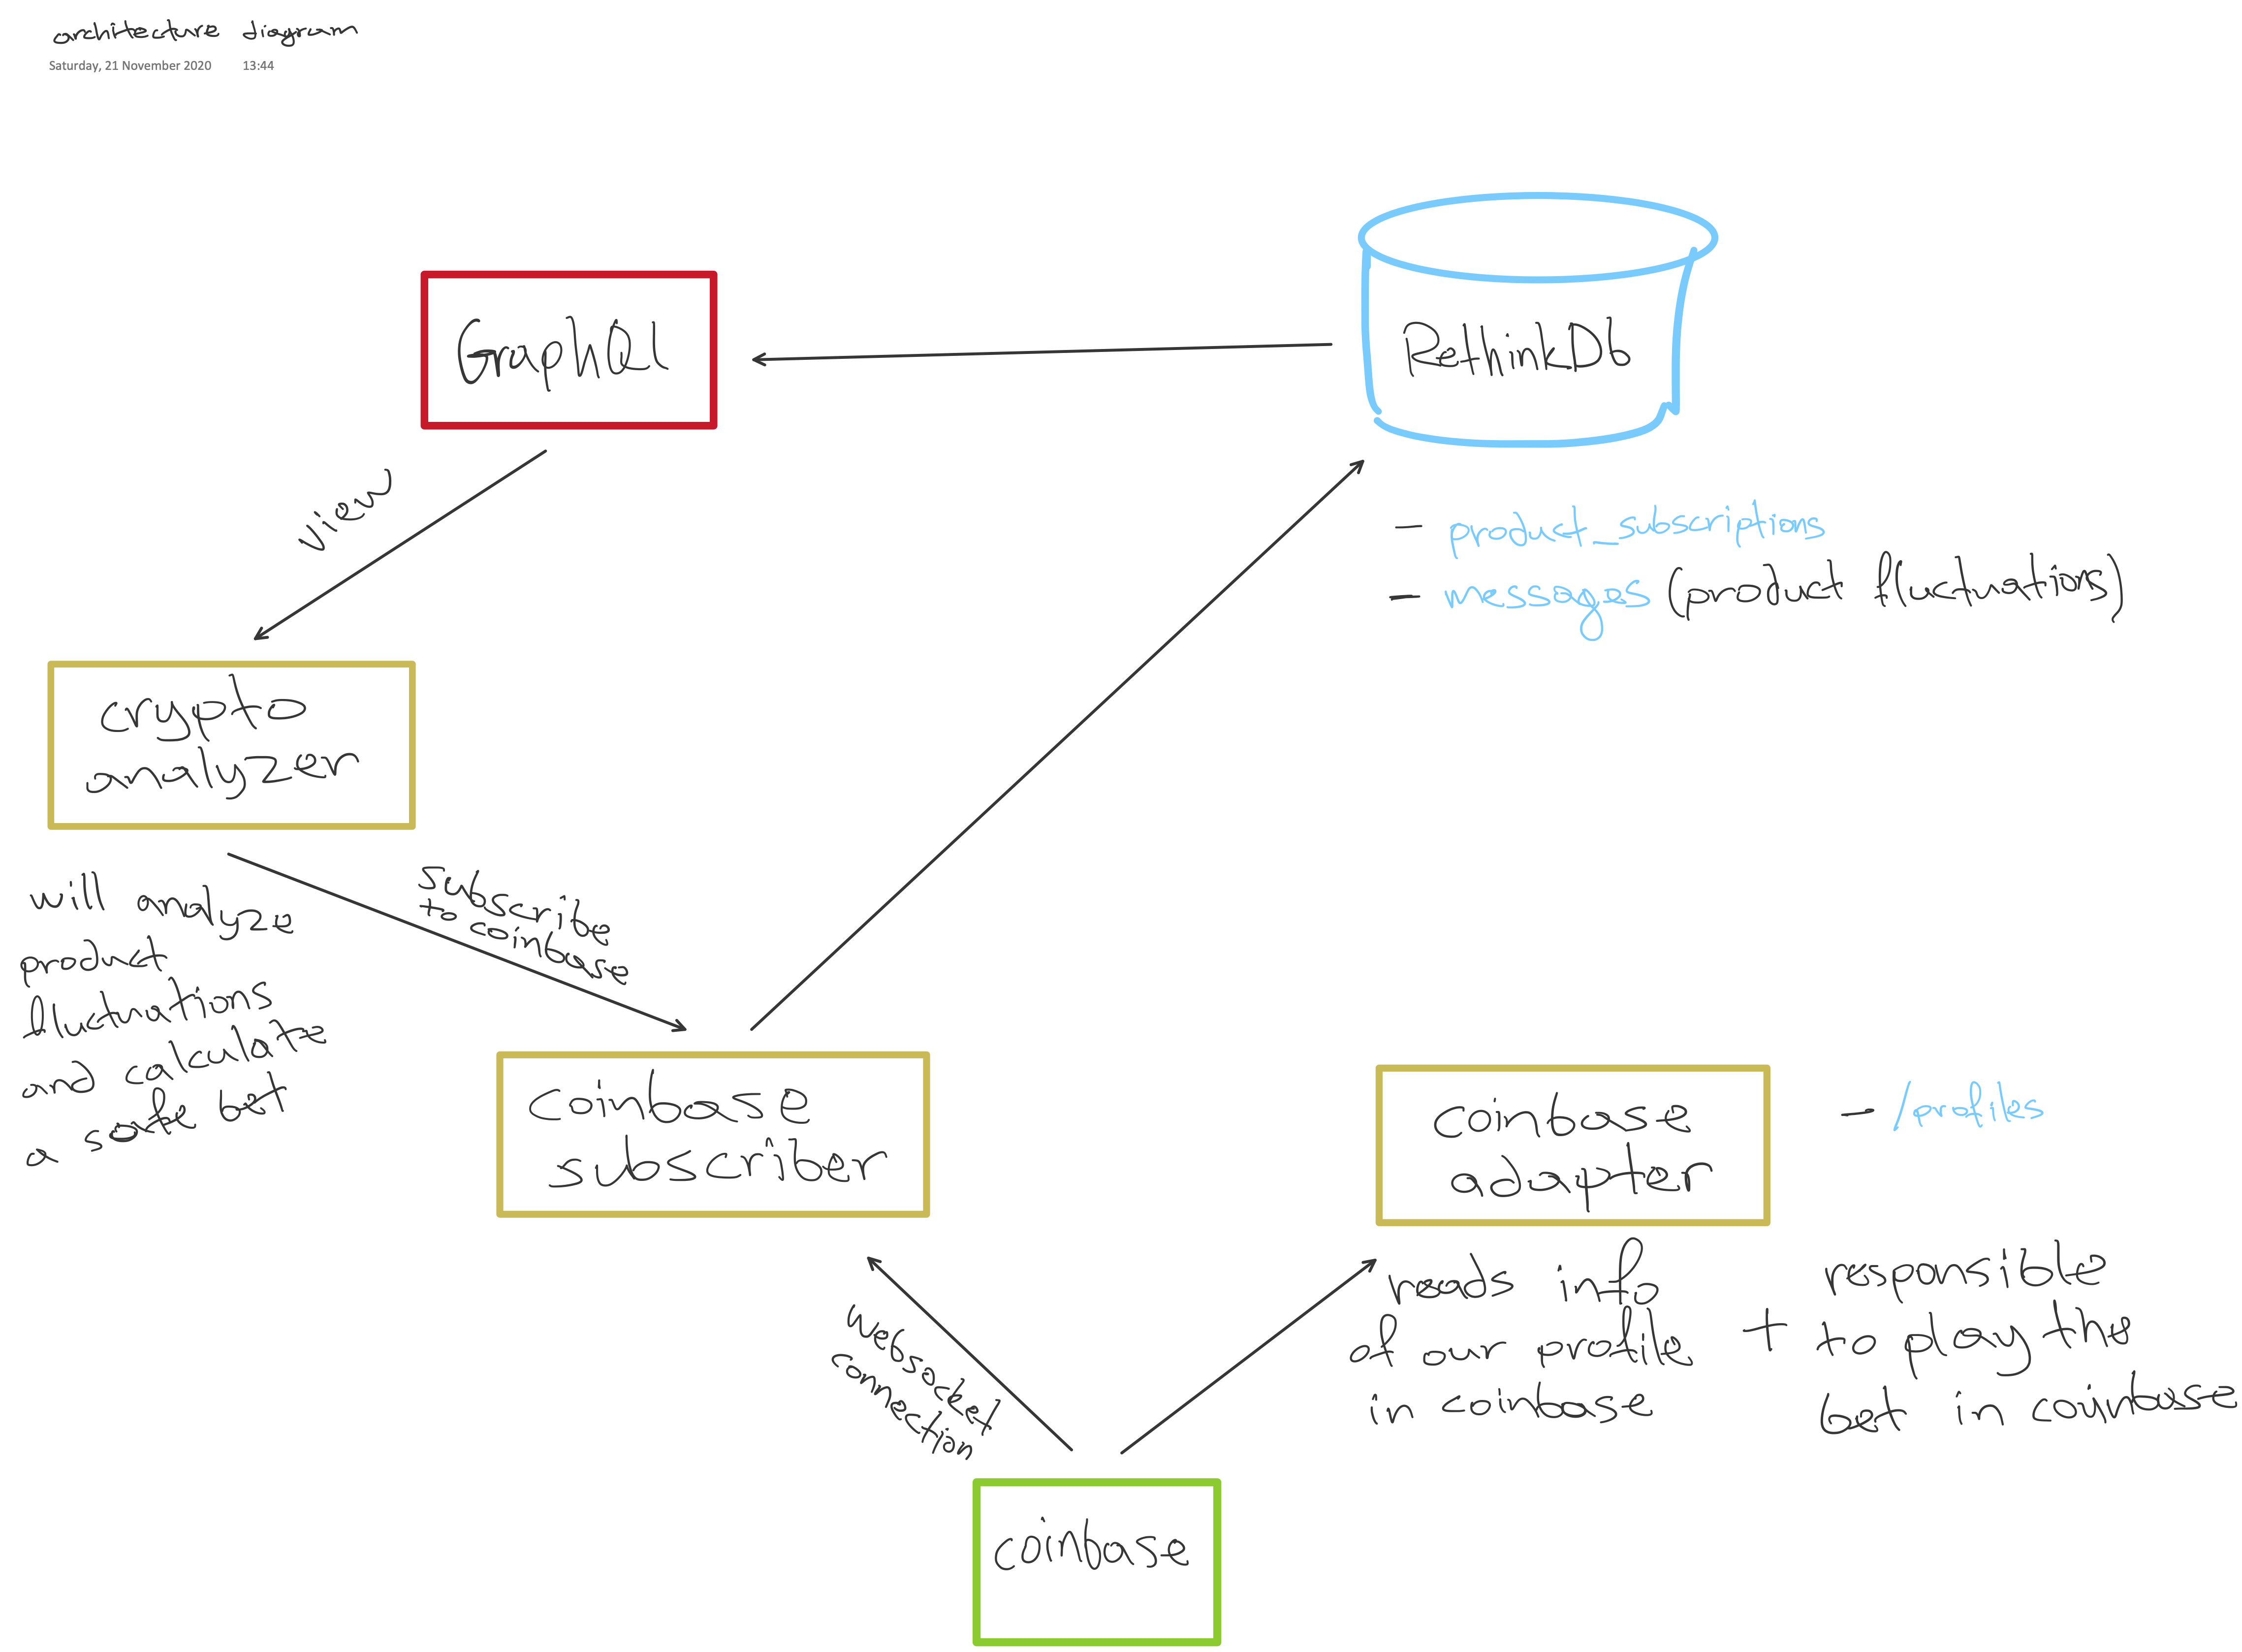 architecture diagram
Saturday, 21 November 2020 13:44
GraphQl
RethinkDb
View
- product_subscriptions
- messages (product fluctuations)
crypto
analyzer
will analyze
product
fluctuations
and calculate
a safe bet
subscribe
to coinbase
coinbase
subscriber
coinbase
adapter
- /profiles
reads info
of our profile
in coinbase
+
responsible
to play the
bet in coinbase
websocket
connection
coinbase